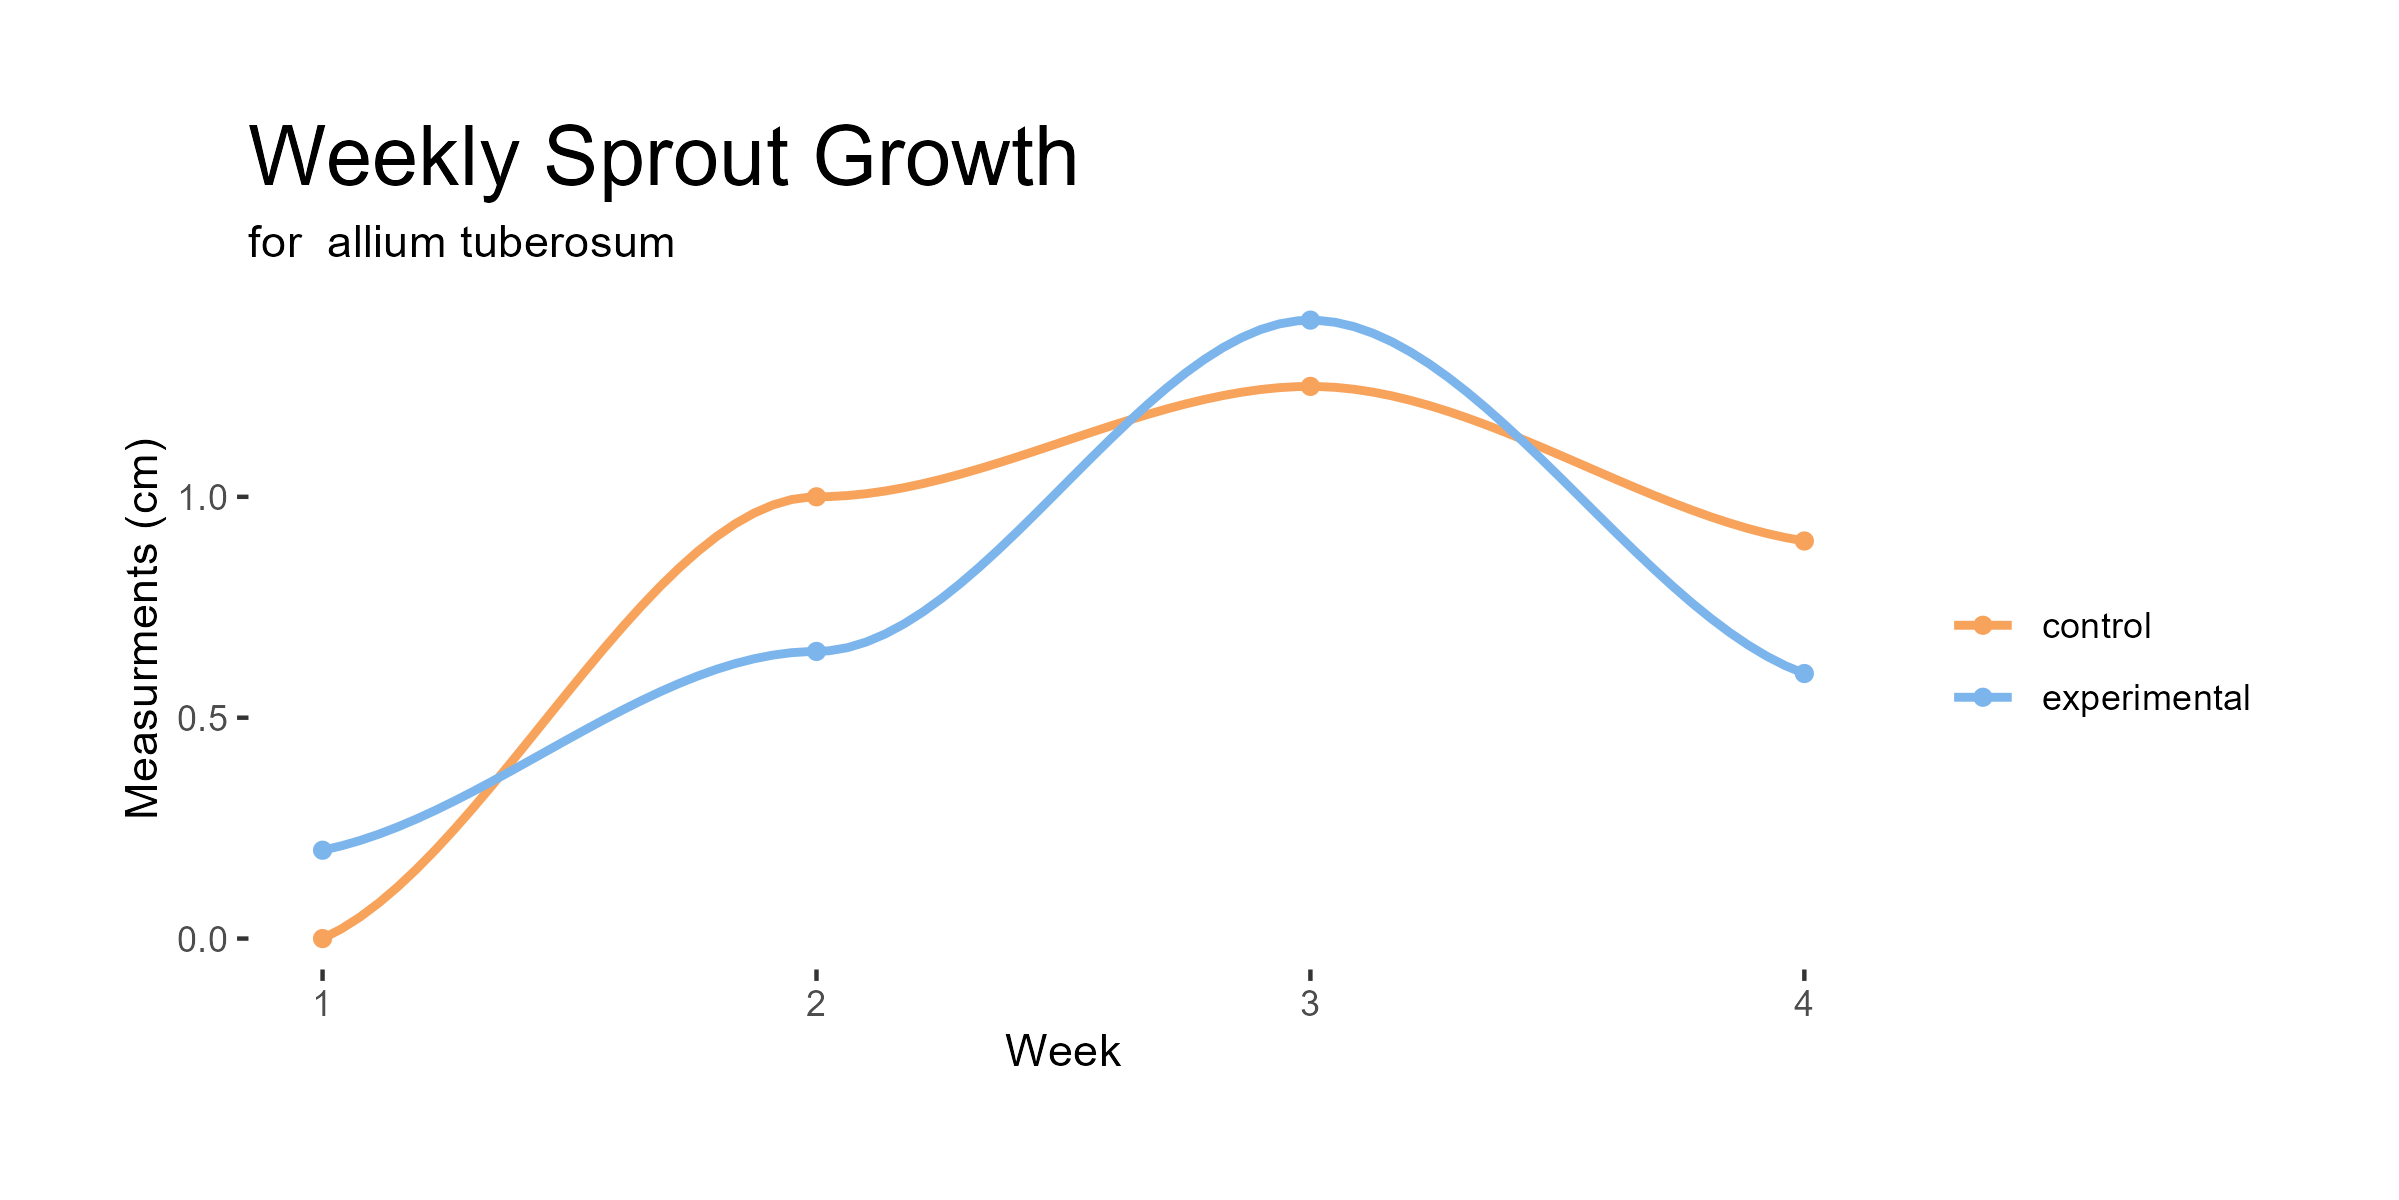 Weekly Sprout Growth
for  allium tuberosum
Measurments (cm)
1.0
0.5
0.0
1 2 3 4
Week
control
experimental